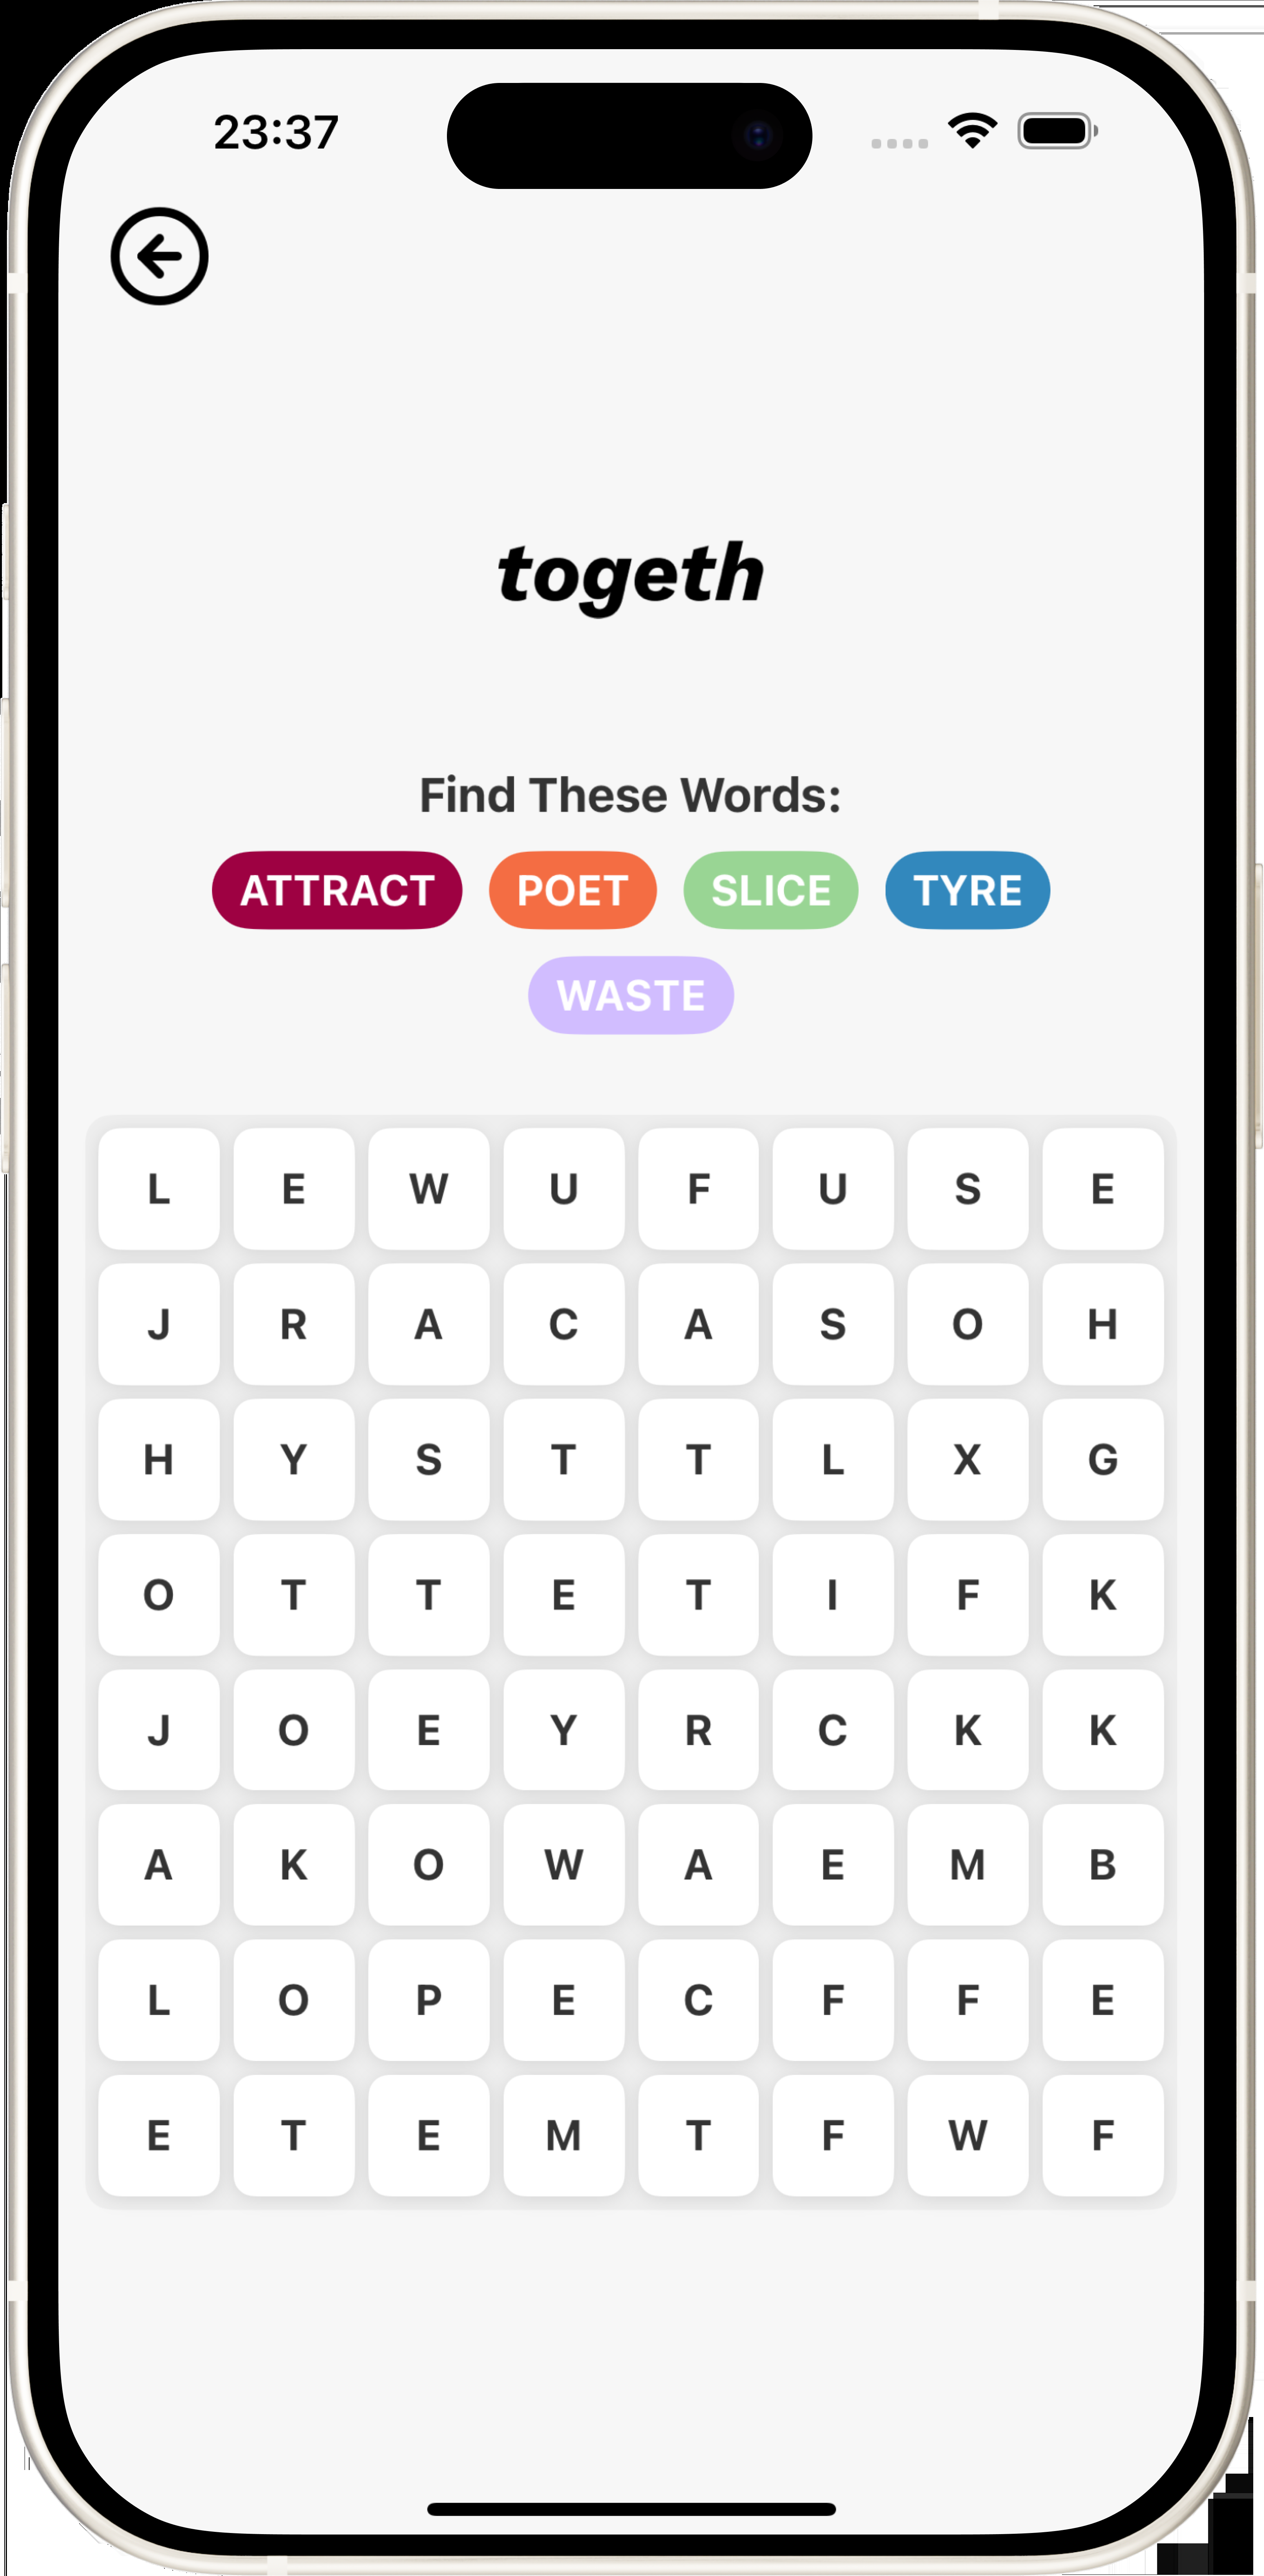 23:37
togeth
Find These Words:
ATTRACT POET SLICE TYRE
WASTE
L E W U F U S E
J R A C A S O H
H Y S T T L X G
O T T E T I F K
J O E Y R C K K
A K O W A E M B
L O P E C F F E
E T E M T F W F